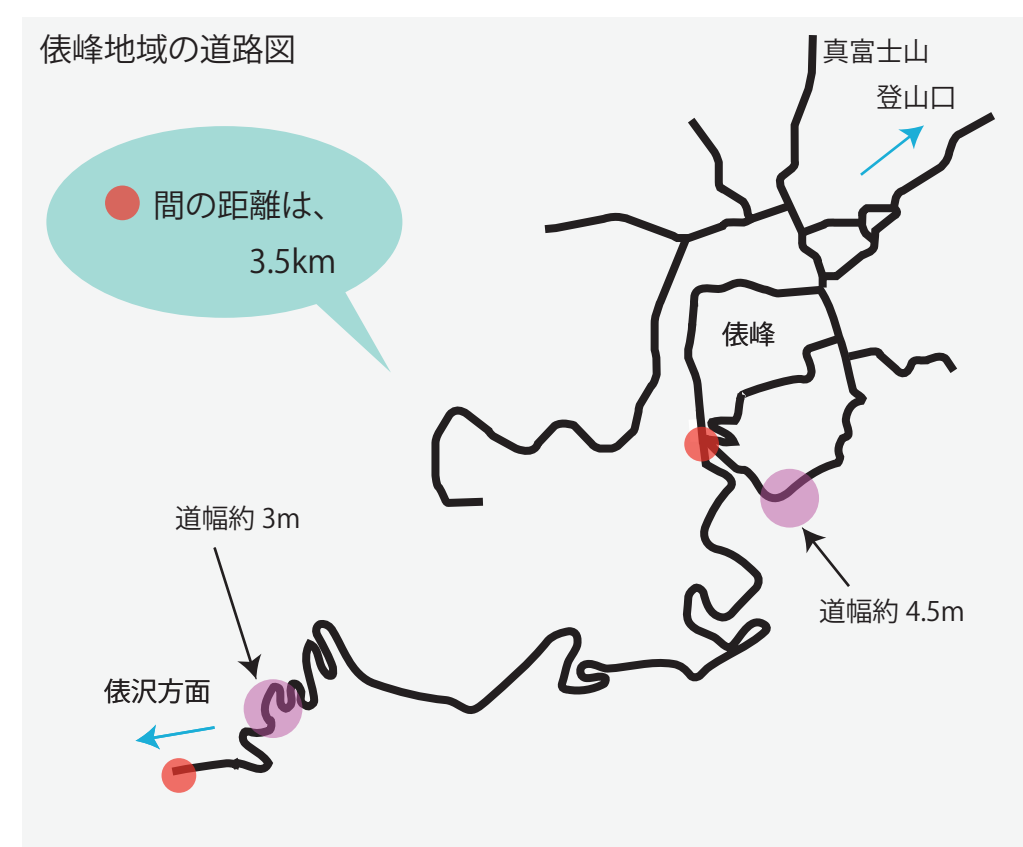 俵峰地域の道路図
真富士山
登山口
間の距離は、
3.5km
俵峰
道幅約 3m
道幅約 4.5m
俵沢方面